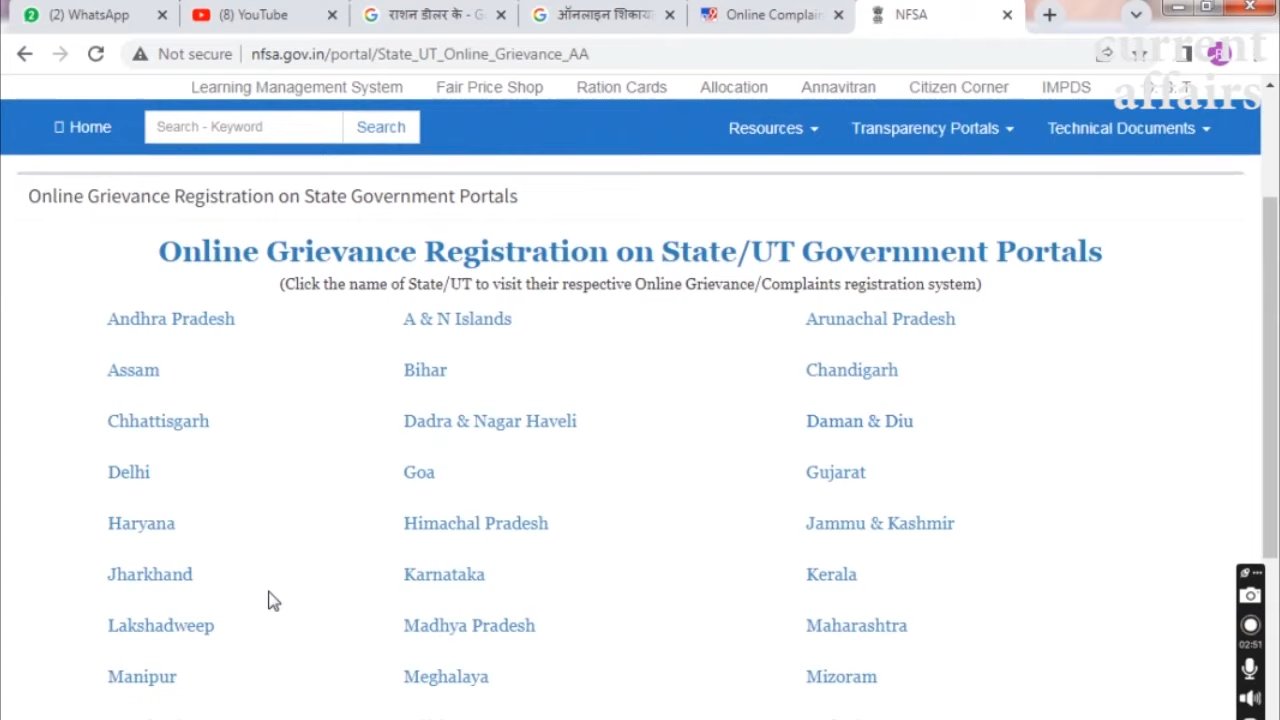 (2) WhatsApp
(8) YouTube
राशन डीलर के - G
ऑनलाइन शिकाय
Online Complain
NFSA
Not secure
nfsa.gov.in/portal/State_UT_Online_Grievance_AA
current
affairs
Learning Management System
Fair Price Shop
Ration Cards
Allocation
Annavitran
Citizen Corner
IMPDS
Home
Search - Keyword
Search
Resources
Transparency Portals
Technical Documents
Online Grievance Registration on State Government Portals
Online Grievance Registration on State/UT Government Portals
(Click the name of State/UT to visit their respective Online Grievance/Complaints registration system)
Andhra Pradesh
A & N Islands
Arunachal Pradesh
Assam
Bihar
Chandigarh
Chhattisgarh
Dadra & Nagar Haveli
Daman & Diu
Delhi
Goa
Gujarat
Haryana
Himachal Pradesh
Jammu & Kashmir
Jharkhand
Karnataka
Kerala
Lakshadweep
Madhya Pradesh
Maharashtra
02:51
Manipur
Meghalaya
Mizoram